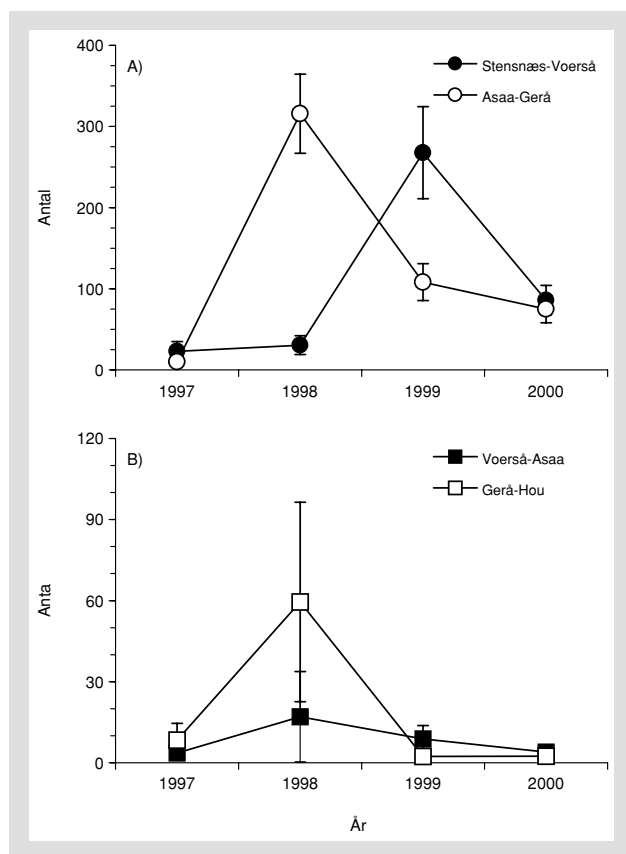 400
A)
Stensnæs-Voerså
Asaa-Gerå
300
Antal
200
100
0
1997 1998 1999 2000
120
B)
Voerså-Asaa
Gerå-Hou
90
Anta
60
30
0
1997 1998 1999 2000
År